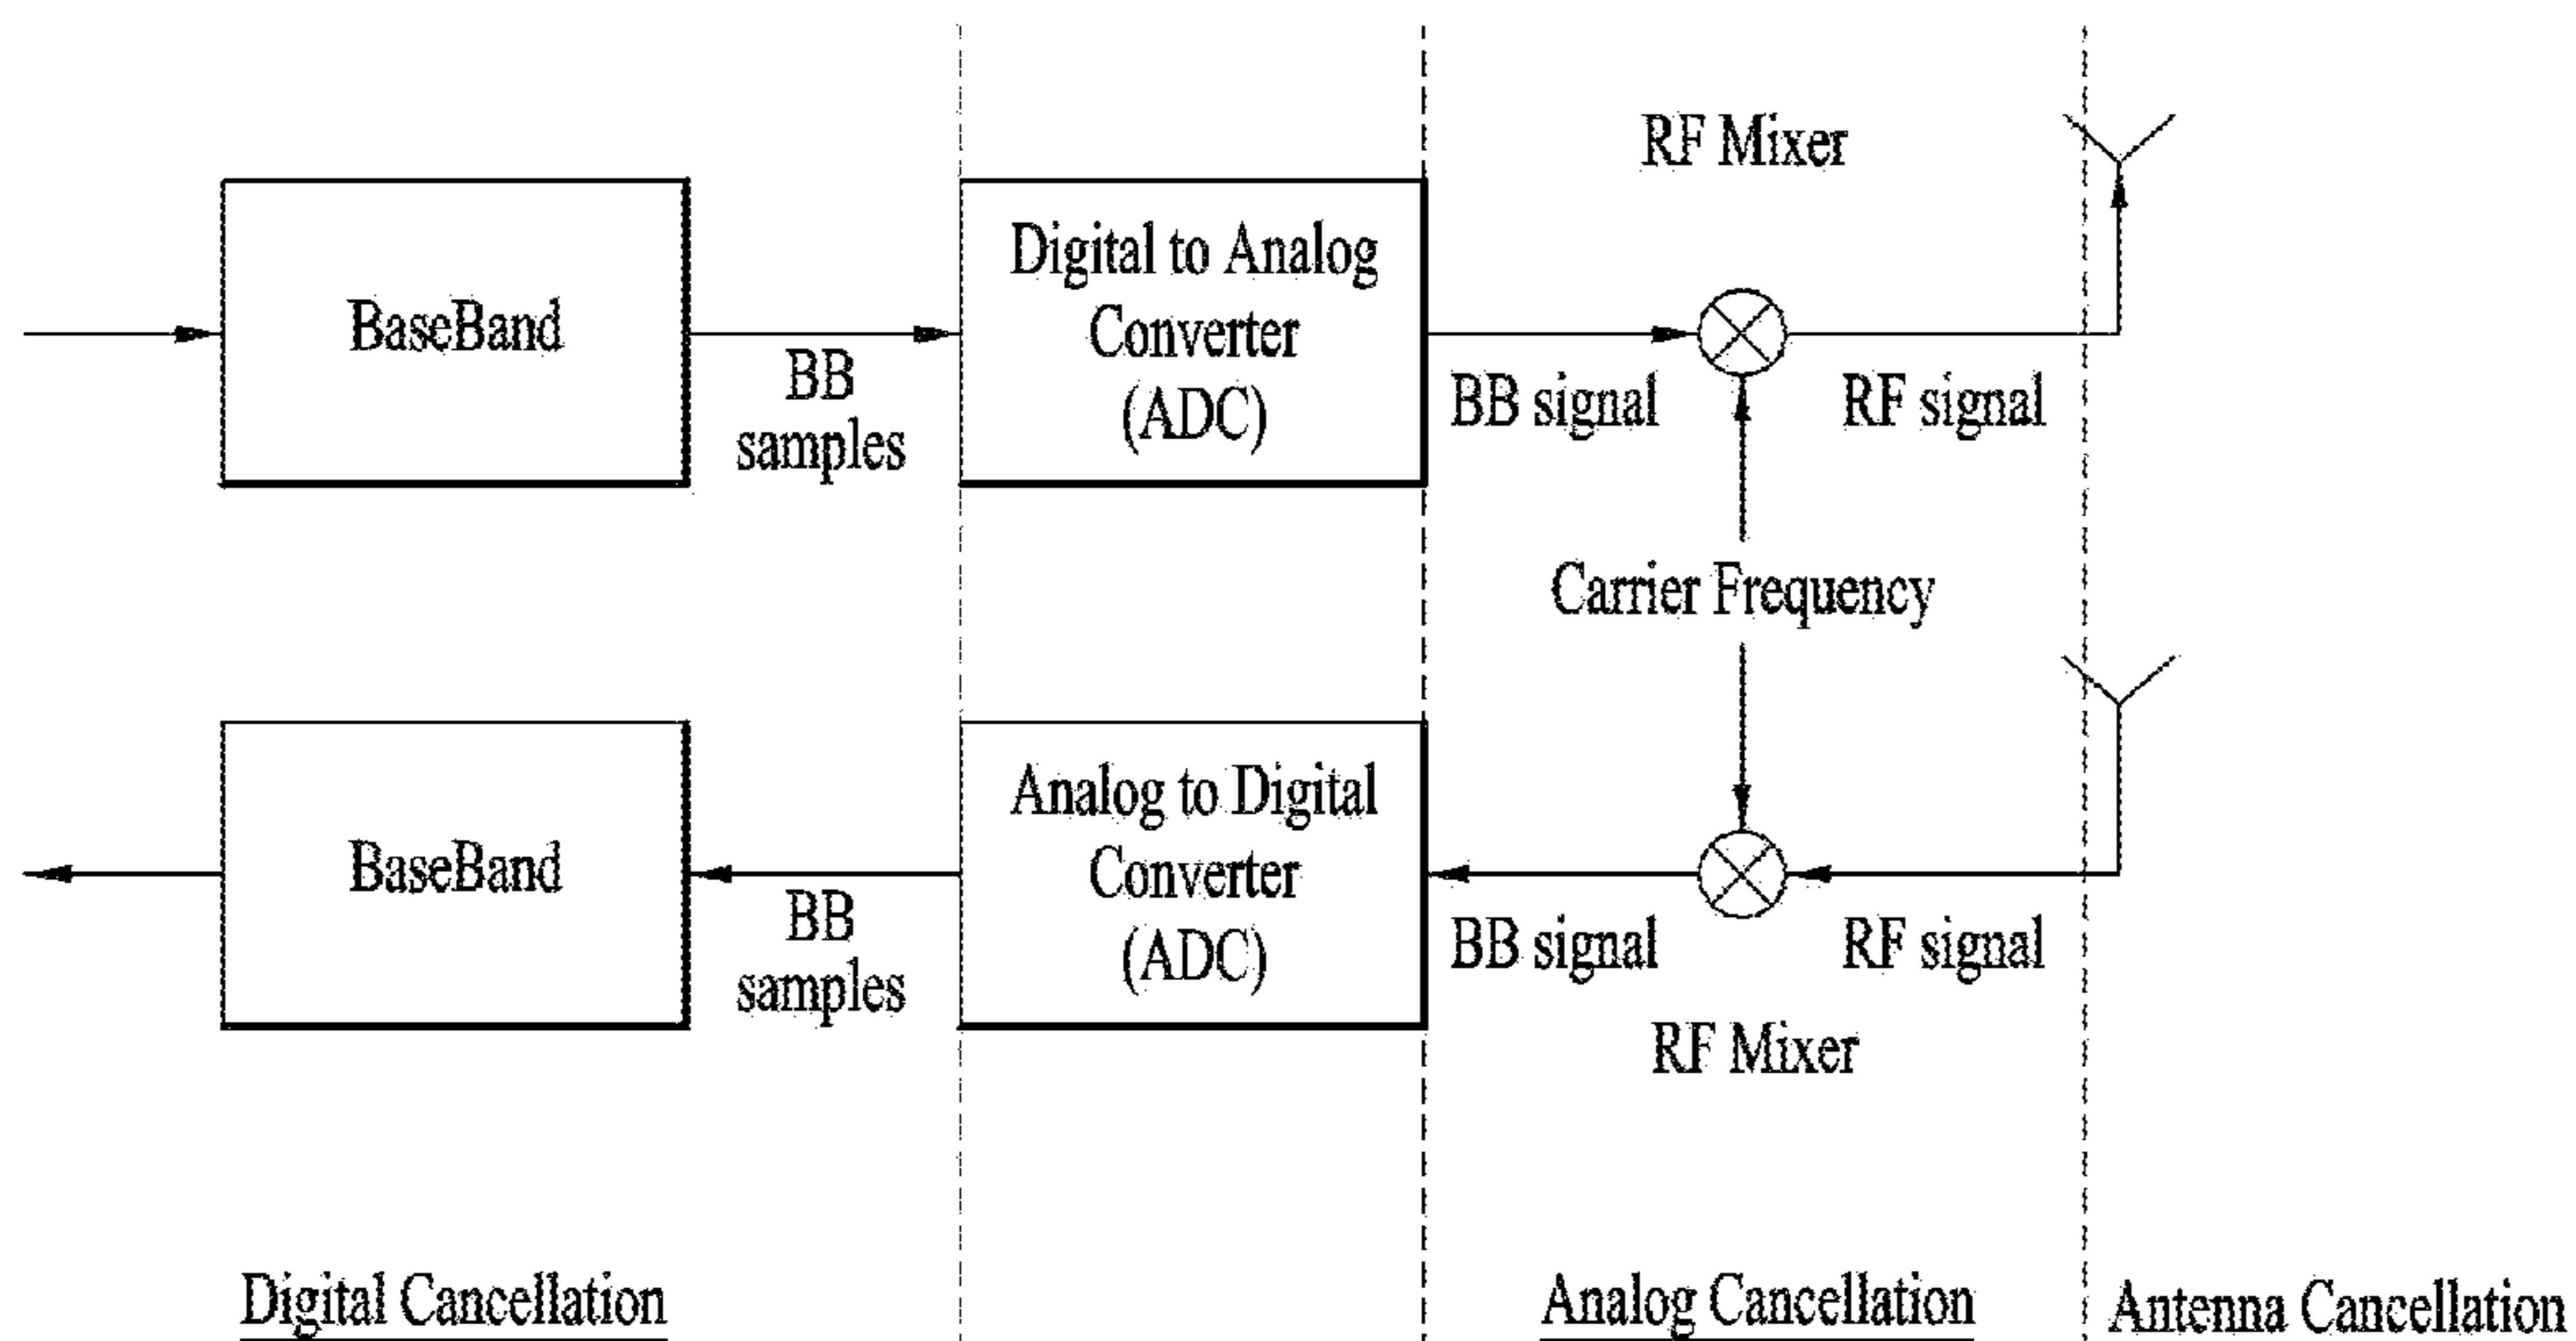 RF Mixer
BaseBand
BB
samples
Digital to Analog
Converter
(ADC)
BB signal
RF signal
Carrier Frequency
BaseBand
BB
samples
Analog to Digital
Converter
(ADC)
BB signal
RF signal
RF Mixer
Digital Cancellation
Analog Cancellation
Antenna Cancellation